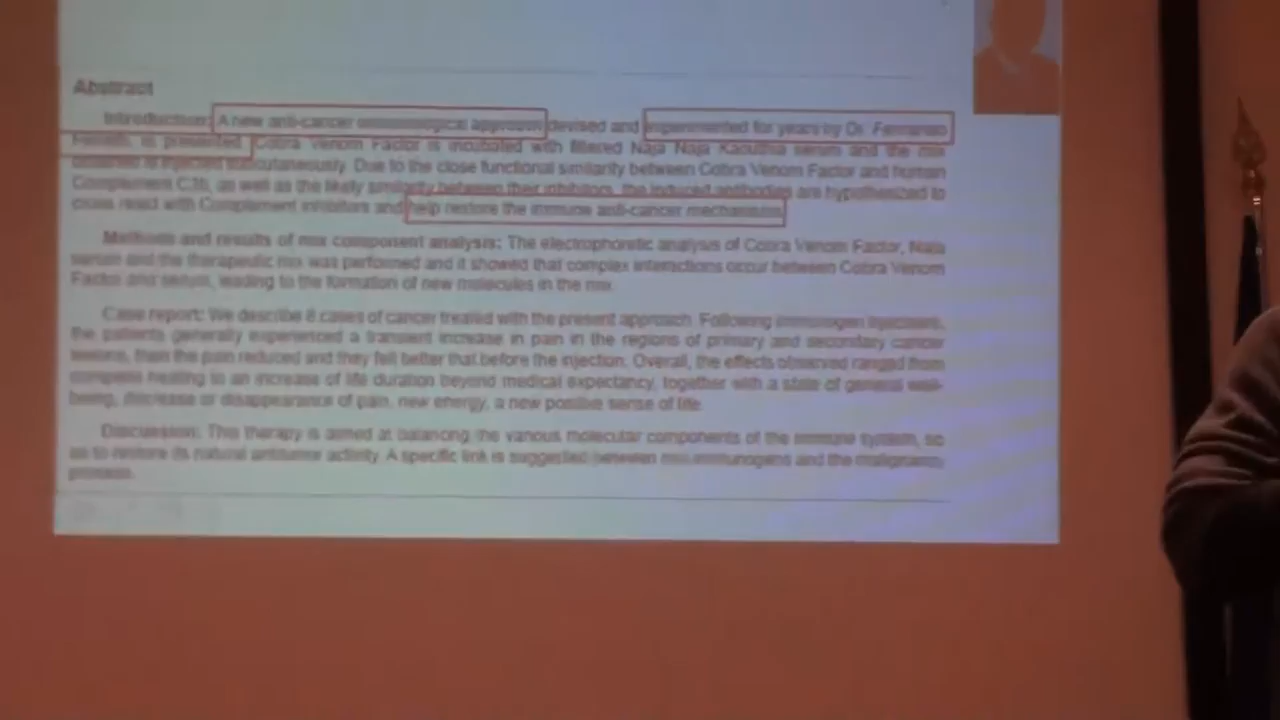 Abstract
Introduction: A new anti-cancer immunological approach devised and experimented for years by Dr. Fernando
is presented. Cobra Venom Factor is incubated with filtered Naja Naja Kaouthia serum and the mix
obtained is injected subcutaneously. Due to the close functional similarity between Cobra Venom Factor and human
Complement C3b, as well as the likely similarity between their inhibitors, the induced antibodies are hypothesized to
cross react with Complement inhibitors and help restore the immune anti-cancer mechanisms.
Methods and results of mix component analysis: The electrophoretic analysis of Cobra Venom Factor, Naja
serum and the therapeutic mix was performed and it showed that complex interactions occur between Cobra Venom
Factor and serum, leading to the formation of new molecules in the mix.
Case report: We describe 8 cases of cancer treated with the present approach. Following immunogen injections,
the patients generally experienced a transient increase in pain in the regions of primary and secondary cancer
lesions, then the pain reduced and they felt better that before the injection. Overall, the effects observed ranged from
complete healing to an increase of life duration beyond medical expectancy, together with a state of general well-
being, decrease or disappearance of pain, new energy, a new positive sense of life.
Discussion: This therapy is aimed at balancing the various molecular components of the immune system, so
as to restore its natural antitumor activity. A specific link is suggested between mix immunogens and the malignancy
process.